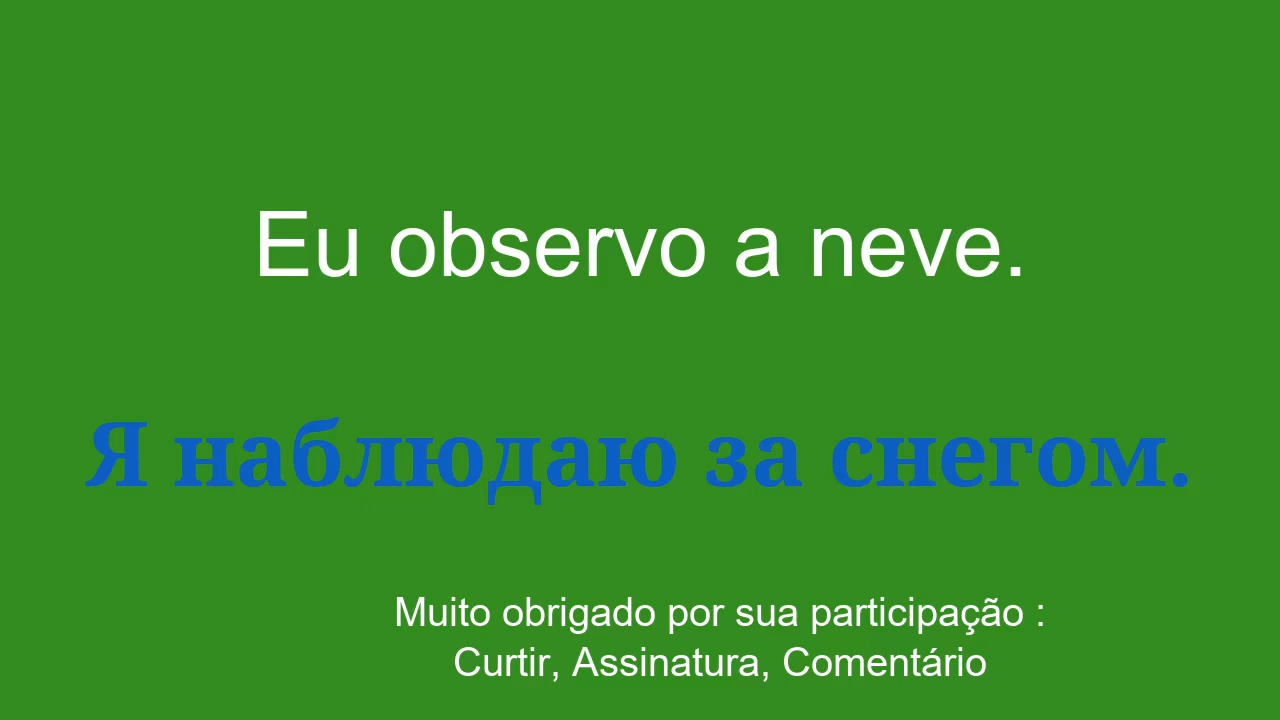 Eu observo a neve.
Я наблюдаю за снегом.
Muito obrigado por sua participação :
Curtir, Assinatura, Comentário